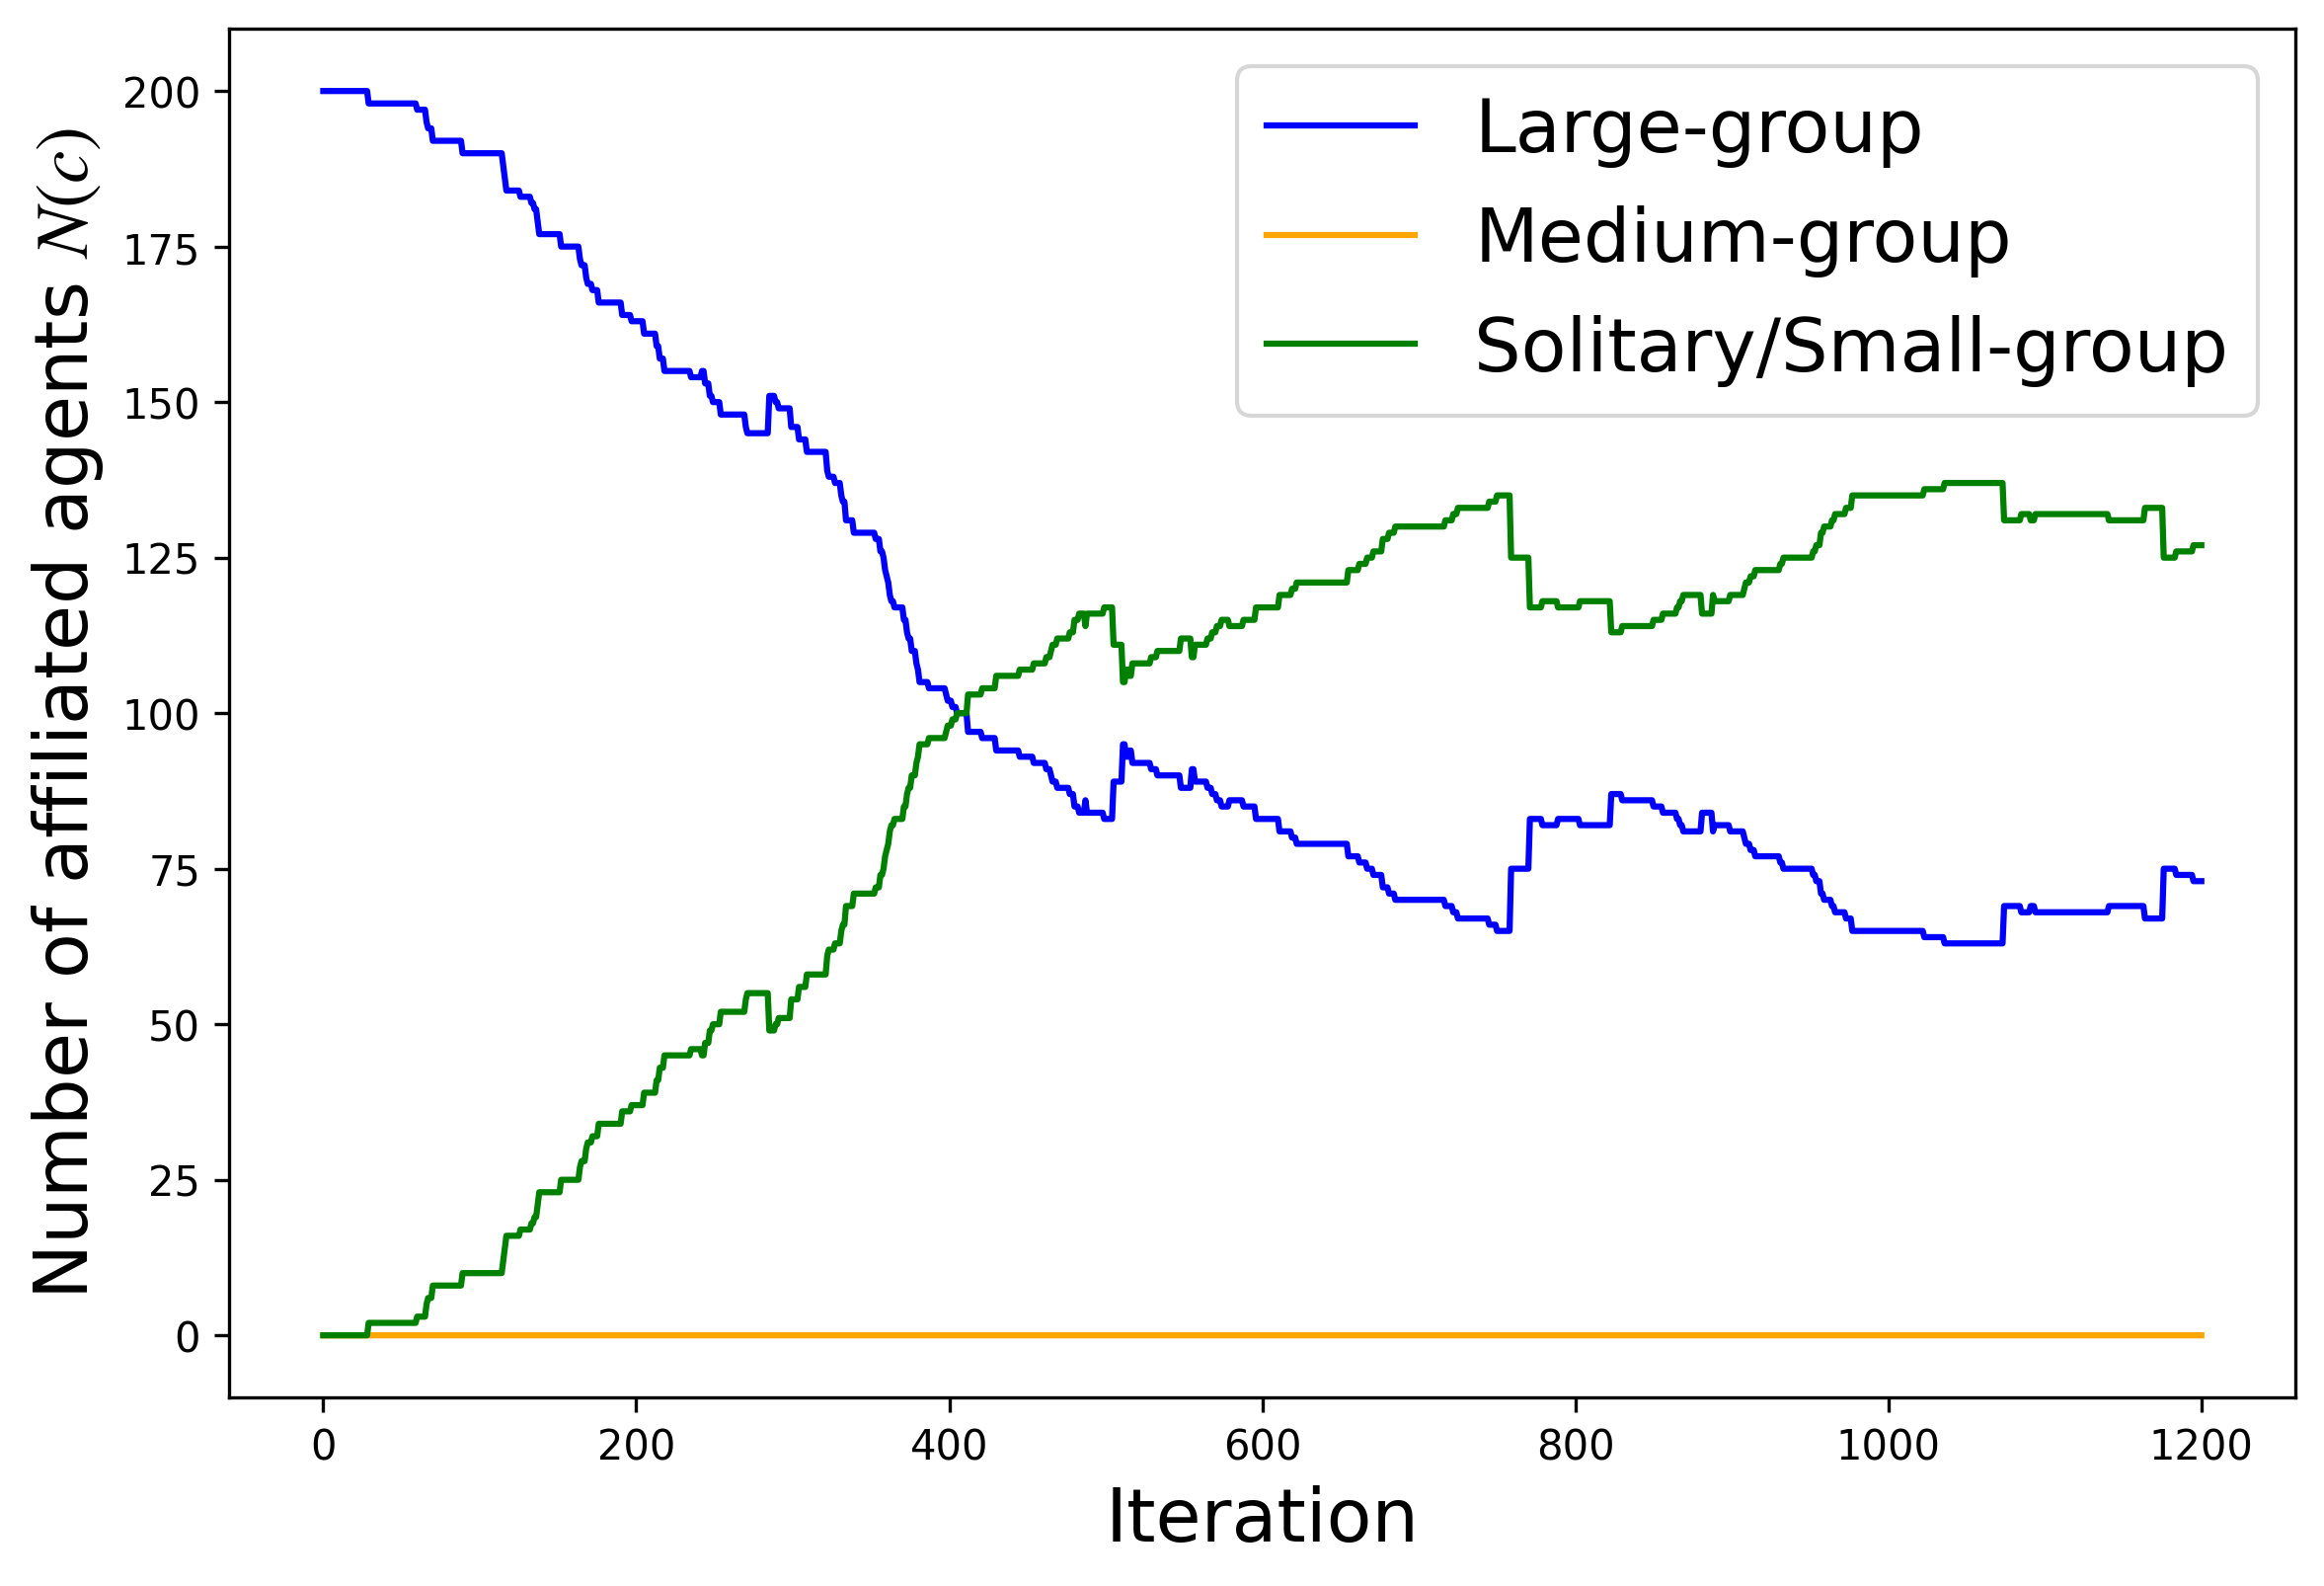 Number of affiliated agents N(c)
200
175
150
125
100
75
50
25
0
Large-group
Medium-group
Solitary/Small-group
0 200 400 600 800 1000 1200
Iteration